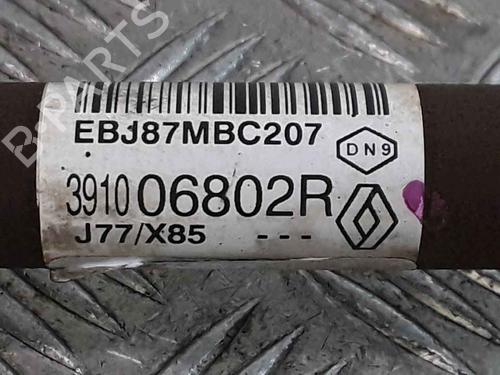 B-PARTS
EBJ87MBC207
DN9
391006802R
J77/X85 ---